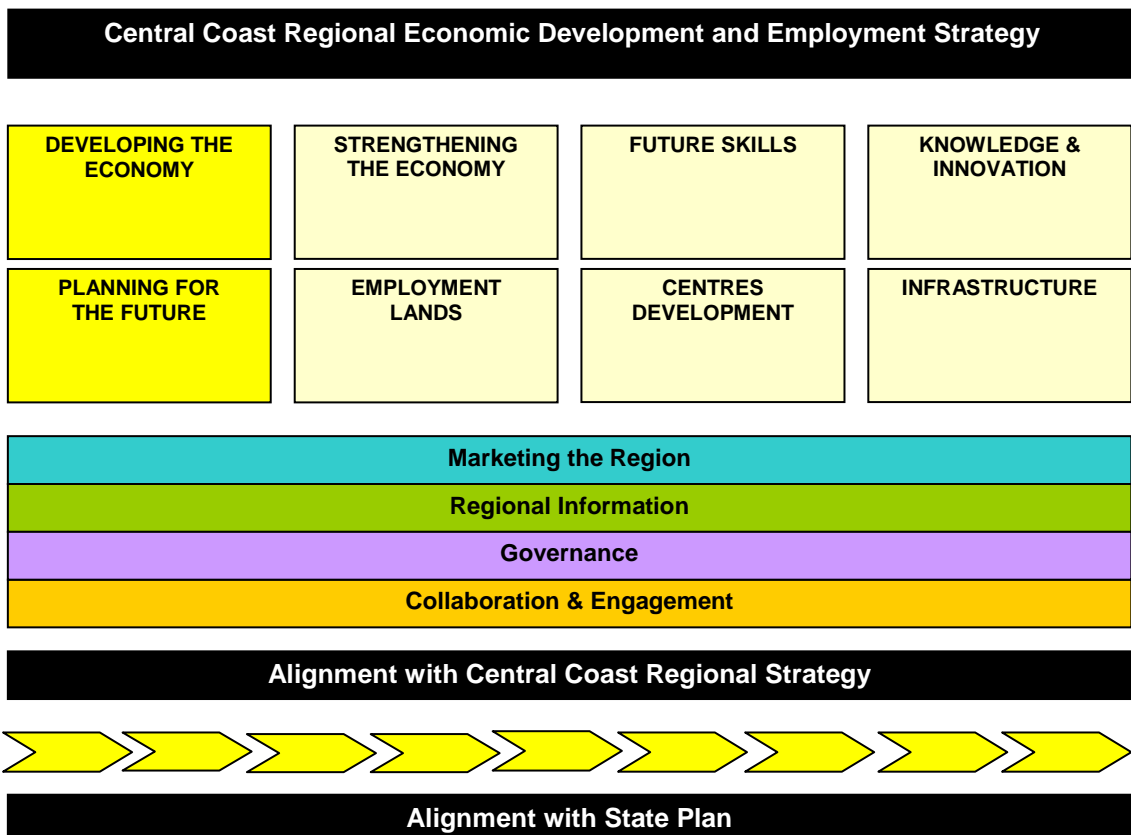 Central Coast Regional Economic Development and Employment Strategy
DEVELOPING THE
ECONOMY
STRENGTHENING
THE ECONOMY
FUTURE SKILLS
KNOWLEDGE &
INNOVATION
PLANNING FOR
THE FUTURE
EMPLOYMENT
LANDS
CENTRES
DEVELOPMENT
INFRASTRUCTURE
Marketing the Region
Regional Information
Governance
Collaboration & Engagement
Alignment with Central Coast Regional Strategy
Alignment with State Plan